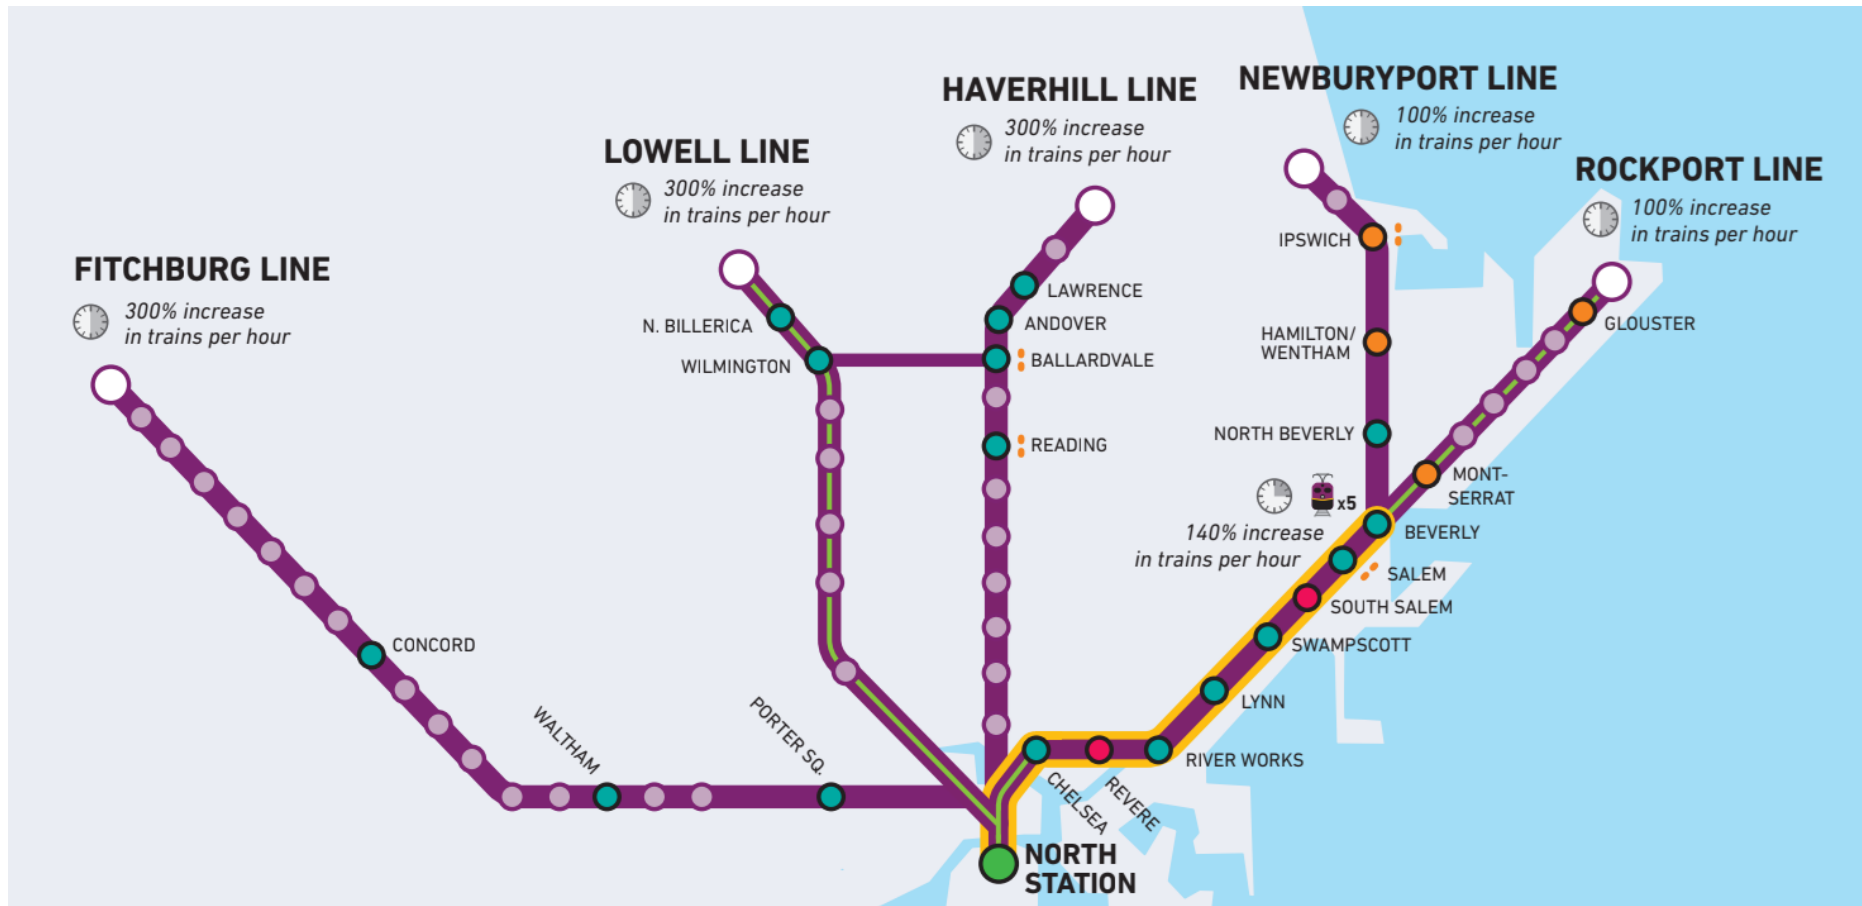 HAVERHILL LINE
300% increase
in trains per hour
NEWBURYPORT LINE
100% increase
in trains per hour
LOWELL LINE
300% increase
in trains per hour
ROCKPORT LINE
100% increase
in trains per hour
FITCHBURG LINE
300% increase
in trains per hour
IPSWICH
LAWRENCE
N. BILLERICA
ANDOVER
GLOUSTER
HAMILTON/
WENTHAM
WILMINGTON
BALLARDVALE
NORTH BEVERLY
READING
MONT-
SERRAT
x5
140% increase
in trains per hour
BEVERLY
SALEM
SOUTH SALEM
CONCORD
SWAMPSCOTT
LYNN
WALTHAM
PORTER SQ.
RIVER WORKS
CHELSEA
REVERE
NORTH
STATION